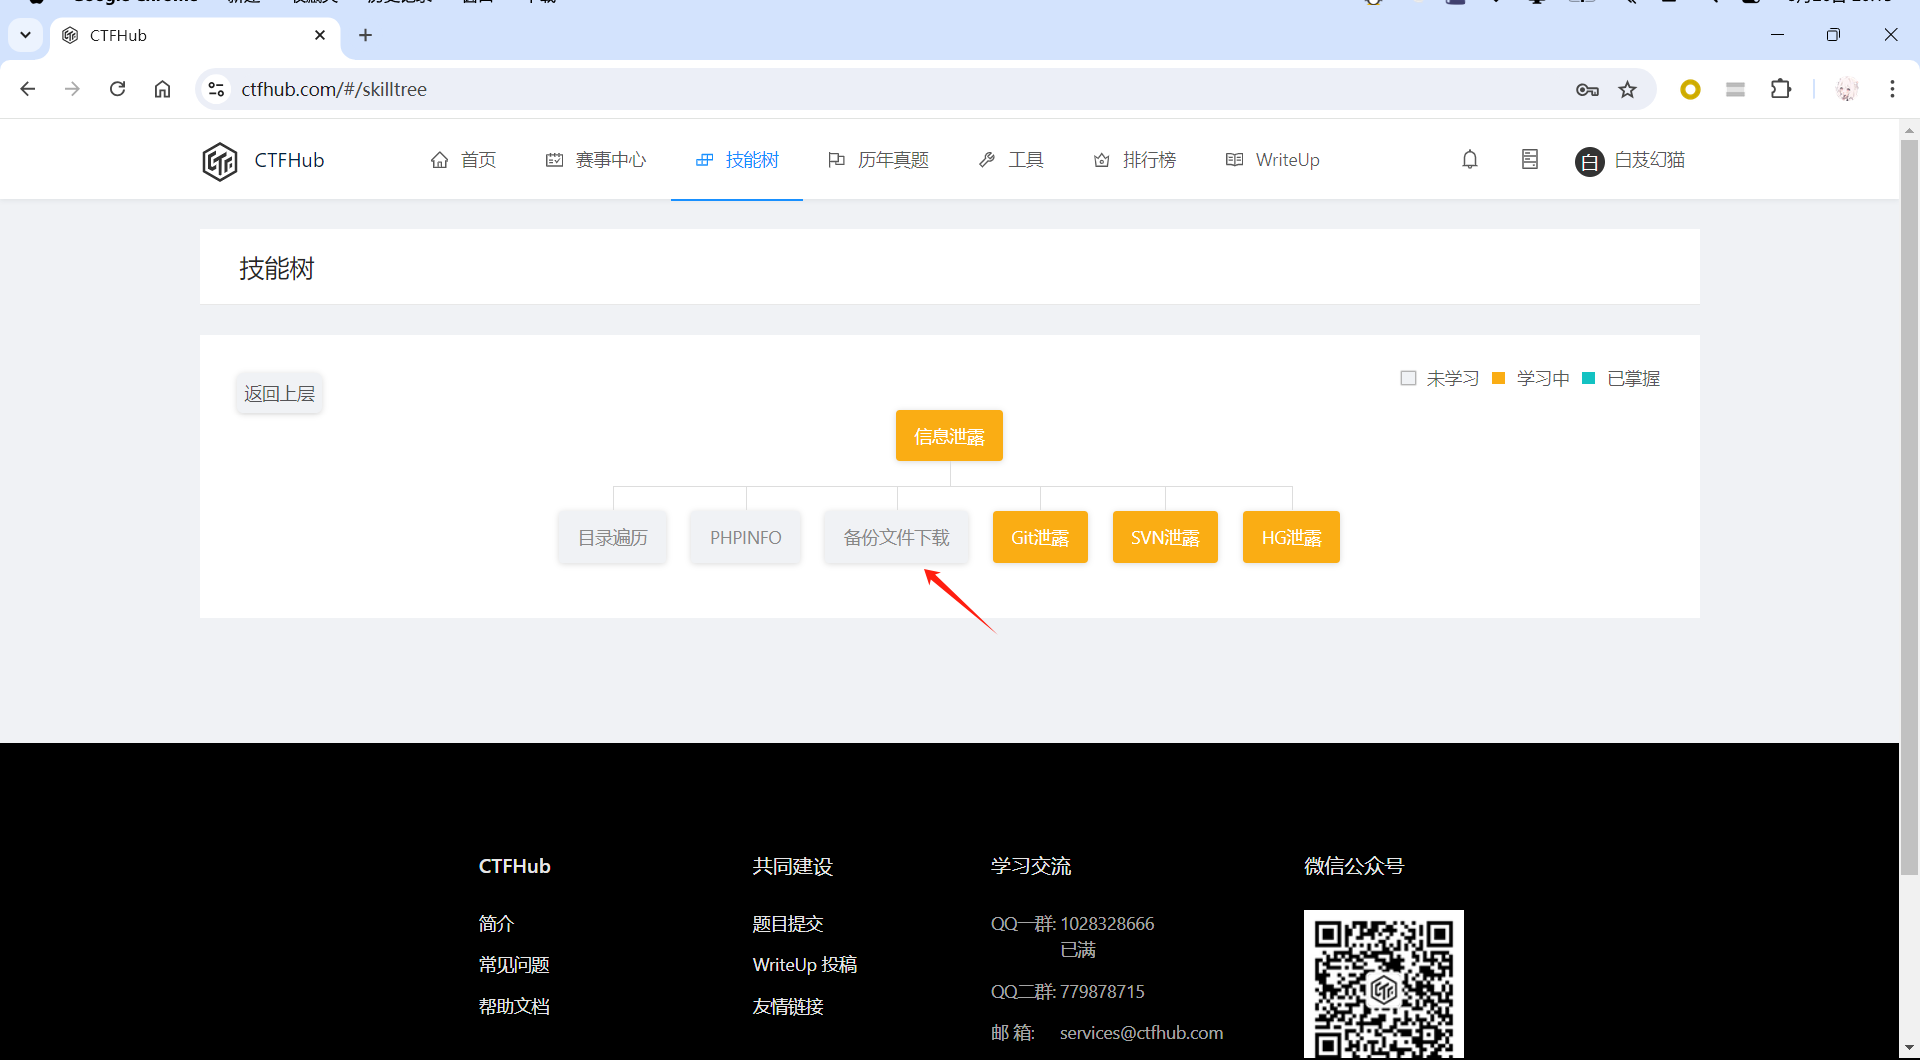 CTFHub
ctfhub.com/#/skilltree
CTFHub
首页
赛事中心
技能树
历年真题
工具
排行榜
WriteUp
白
白芨幻猫
技能树
返回上层
未学习
学习中
已掌握
信息泄露
目录遍历
PHPINFO
备份文件下载
Git泄露
SVN泄露
HG泄露
CTFHub
简介
常见问题
帮助文档
共同建设
题目提交
WriteUp 投稿
友情链接
学习交流
QQ一群: 1028328666
已满
QQ二群: 779878715
邮 箱: services@ctfhub.com
微信公众号